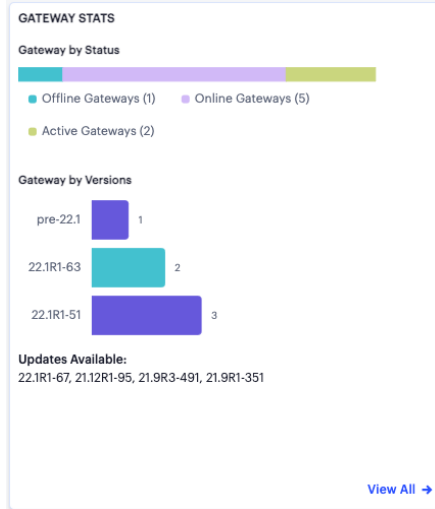 GATEWAY STATS
Gateway by Status
Offline Gateways (1) Online Gateways (5)
Active Gateways (2)
Gateway by Versions
pre-22.1 1
22.1R1-63 2
22.1R1-51 3
Updates Available:
22.1R1-67, 21.12R1-95, 21.9R3-491, 21.9R1-351
View All →